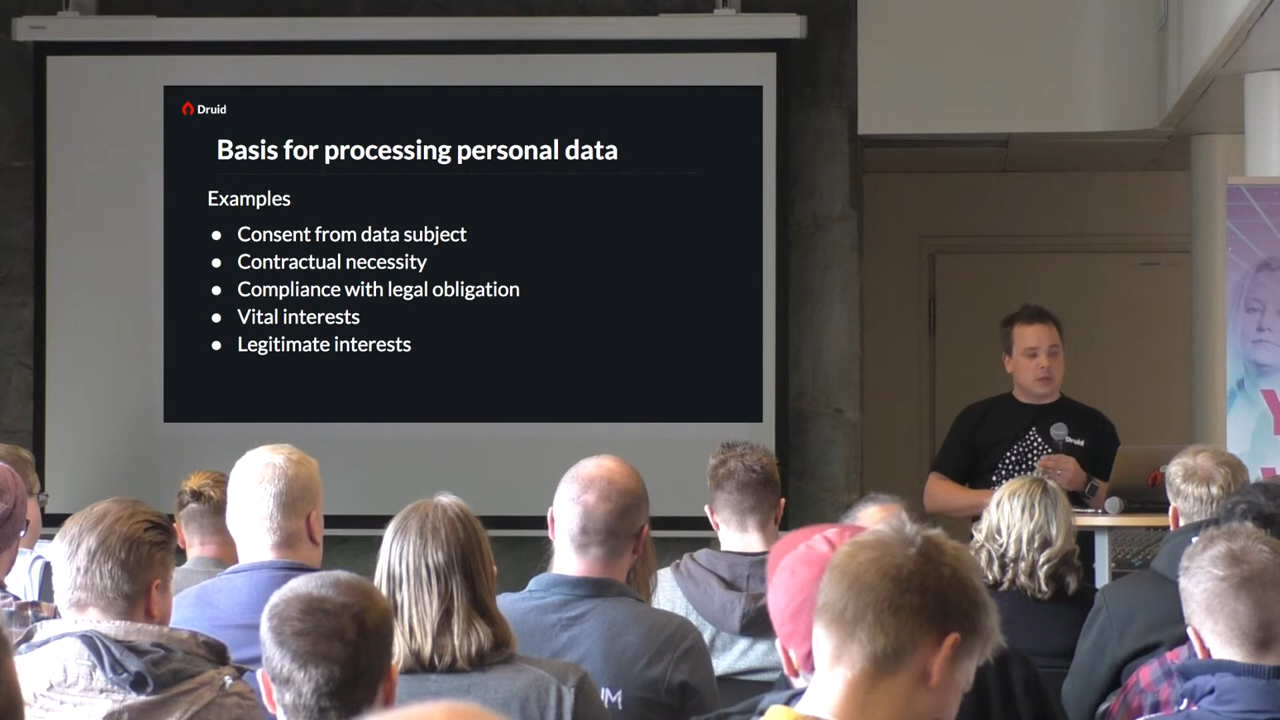 Druid
Basis for processing personal data
Examples
● Consent from data subject
● Contractual necessity
● Compliance with legal obligation
● Vital interests
● Legitimate interests
Druid